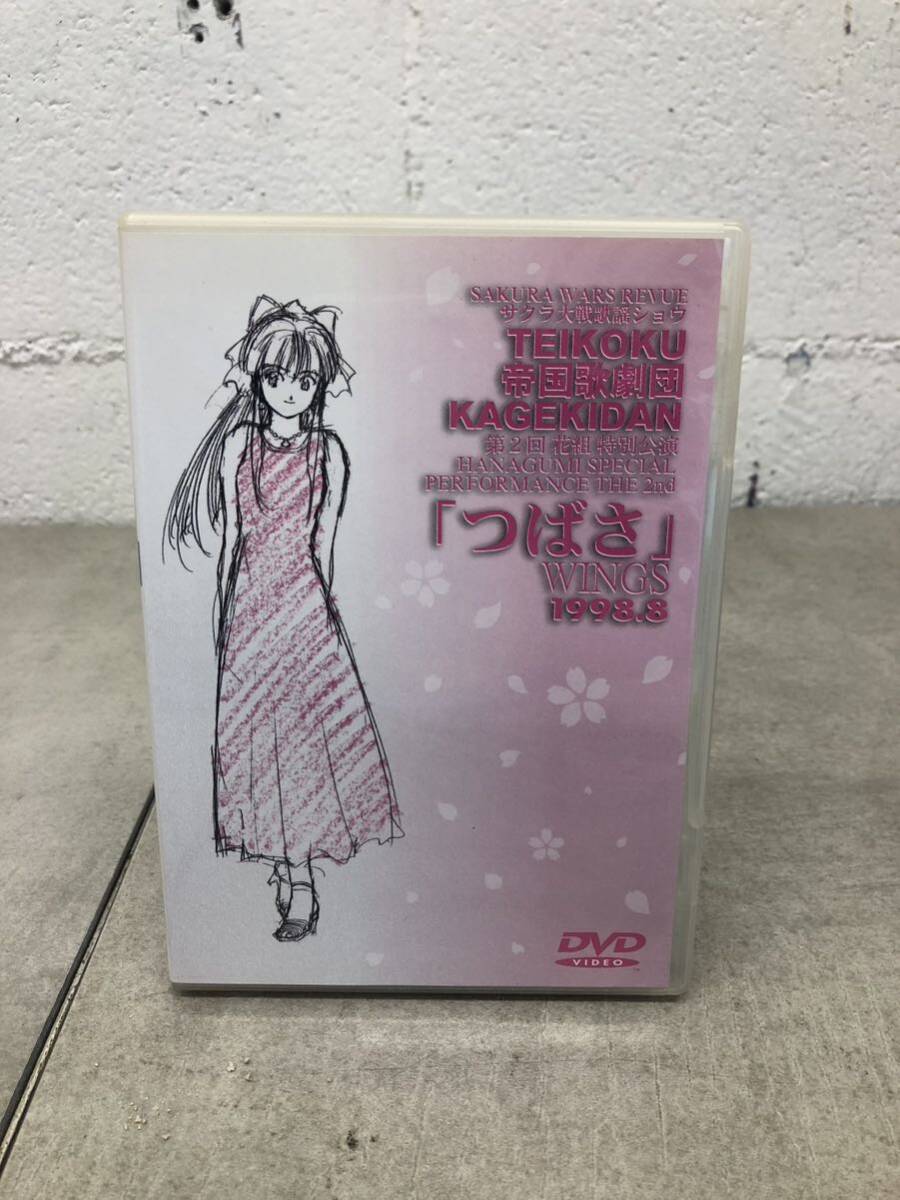 SAKURA WARS REVUE
サクラ大戦歌謡ショウ
TEIKOKU
帝国歌劇団
KAGEKIDAN
第2回 花組 特別公演
HANAGUMI SPECIAL
PERFORMANCE THE 2nd
「つばさ」
WINGS
1998.8
DVD
VIDEO